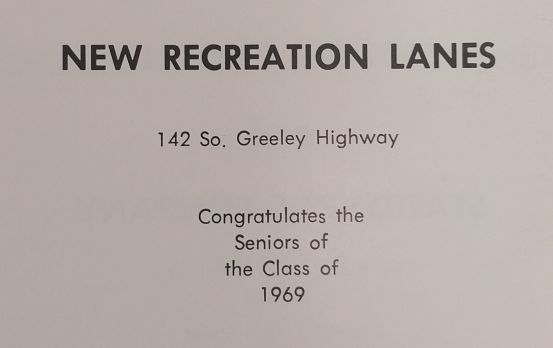 NEW RECREATION LANES
142 So. Greeley Highway
Congratulates the
Seniors of
the Class of
1969